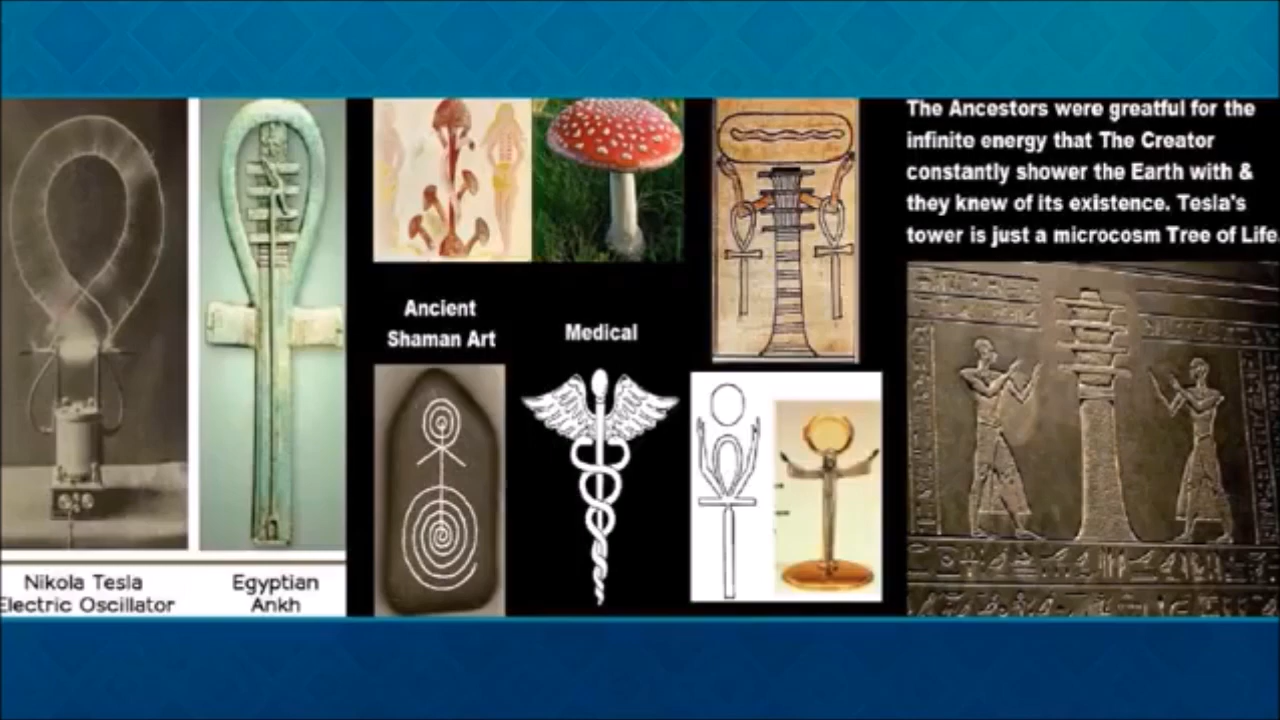 The Ancestors were greatful for the
infinite energy that The Creator
constantly shower the Earth with &
they knew of its existence. Tesla's
tower is just a microcosm Tree of Life
Ancient
Shaman Art
Medical
Nikola Tesla
Electric Oscillator
Egyptian
Ankh